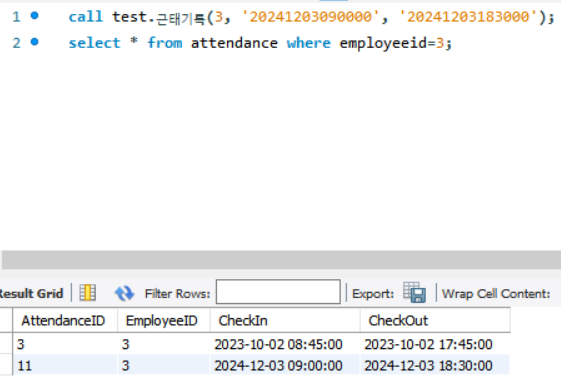 1 call test.근태기록(3, '20241203090000', '20241203183000');
2 select * from attendance where employeeid=3;
Result Grid Filter Rows: Export: Wrap Cell Content:
AttendanceID EmployeeID CheckIn CheckOut
3 3 2023-10-02 08:45:00 2023-10-02 17:45:00
11 3 2024-12-03 09:00:00 2024-12-03 18:30:00